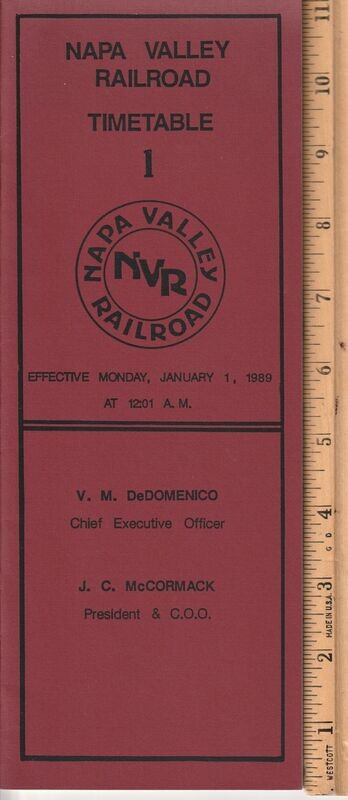 NAPA VALLEY
RAILROAD
TIMETABLE
1
NAPA VALLEY
NVR
RAILROAD
EFFECTIVE MONDAY, JANUARY 1, 1989
AT 12:01 A.M.
V. M. DeDOMENICO
Chief Executive Officer
J. C. McCORMACK
President & C.O.O.
11
10
9
8
7
6
5
4
3
2
1
G D
MADE IN U.S.A.
WESTCOTT